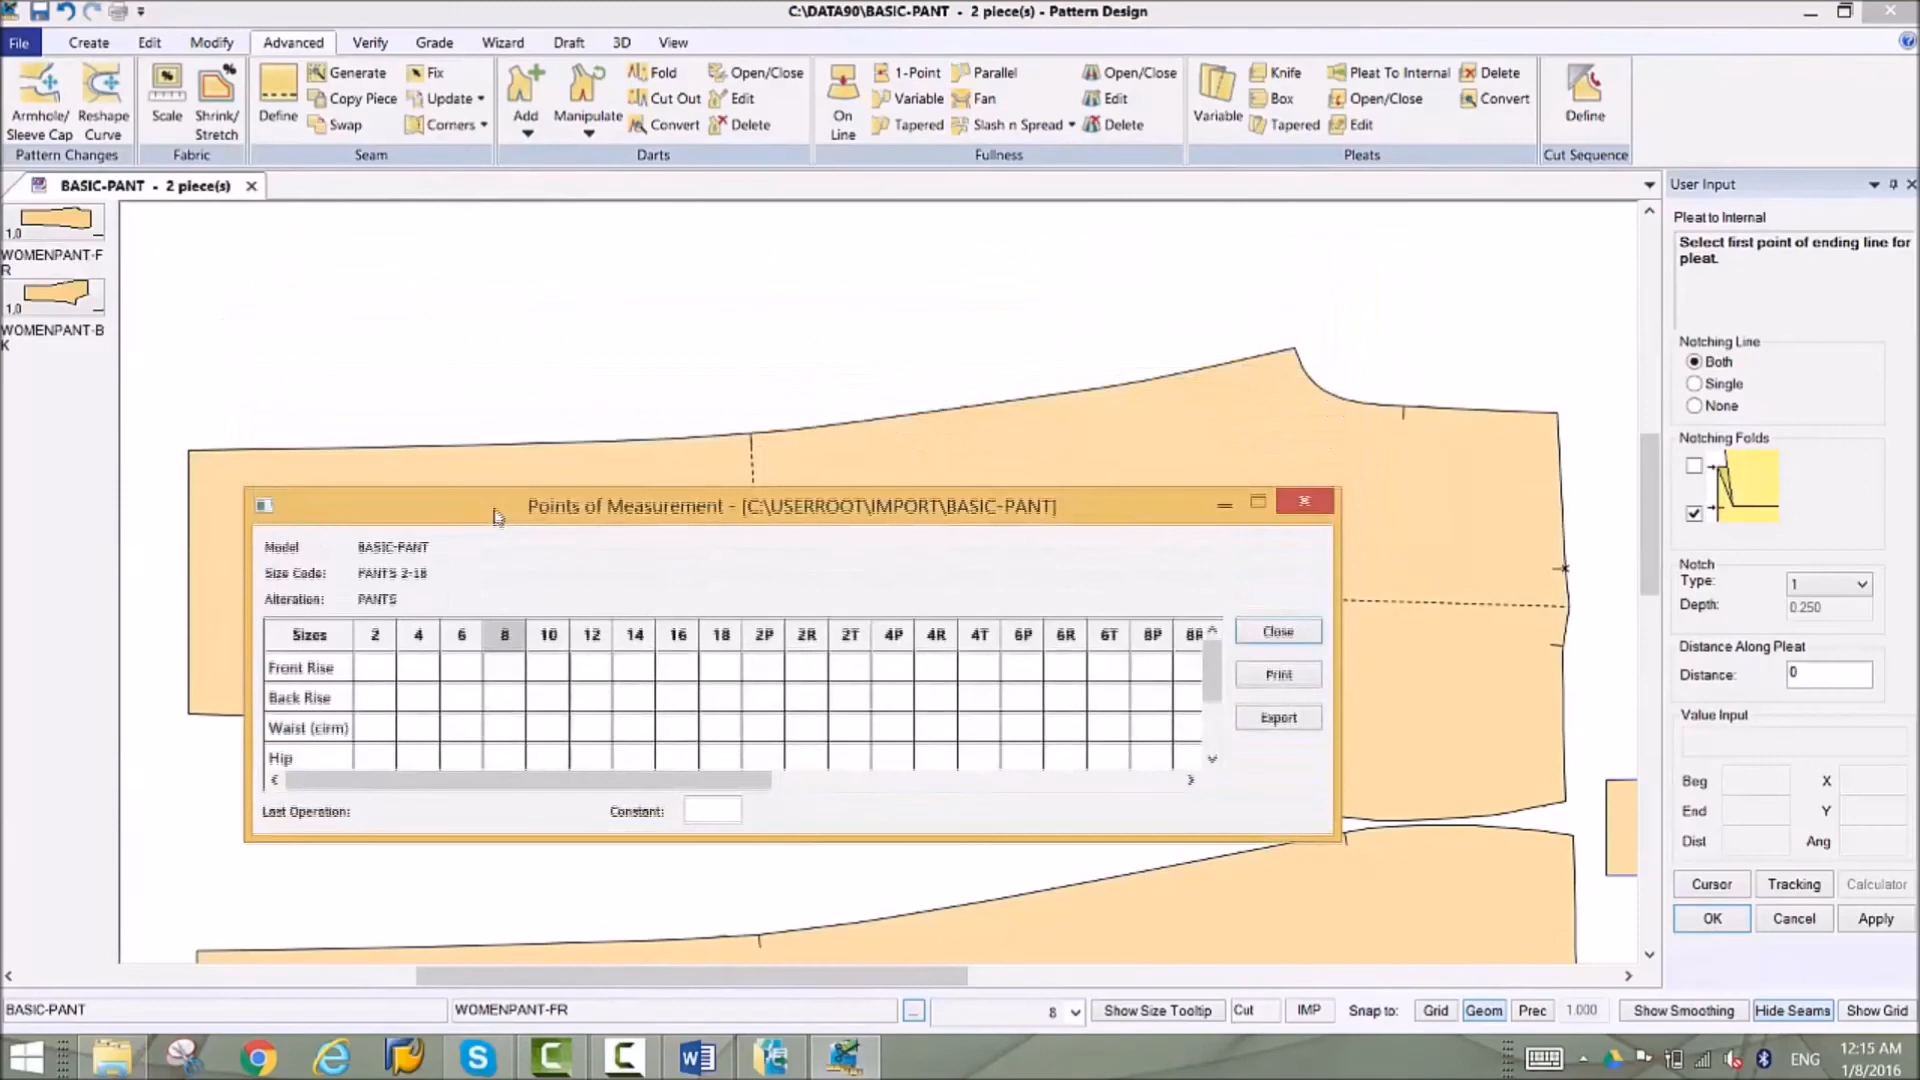 C:\DATA90\BASIC-PANT - 2 piece(s) - Pattern Design
File Create Edit Modify Advanced Verify Grade Wizard Draft 3D View
Armhole/ Sleeve Cap
Reshape Curve
Scale
Shrink/ Stretch
Define
Generate
Copy Piece
Swap
Fix
Update
Corners
Add
Manipulate
Fold
Cut Out
Convert
Open/Close
Edit
Delete
On Line
1-Point
Variable
Tapered
Parallel
Fan
Slash n Spread
Open/Close
Edit
Delete
Variable
Knife
Box
Tapered
Pleat To Internal
Open/Close
Edit
Delete
Convert
Define
Pattern Changes Fabric Seam Darts Fullness Pleats Cut Sequence
BASIC-PANT - 2 piece(s)
1,0
WOMENPANT-F
R
1,0
WOMENPANT-B
K
User Input
Pleat to Internal
Select first point of ending line for
pleat.
Notching Line
Both
Single
None
Notching Folds
Notch
Type: 1
Depth: 0.250
Distance Along Pleat
Distance: 0
Value Input
Beg X
End Y
Dist Ang
Cursor Tracking Calculator
OK Cancel Apply
Points of Measurement - [C:\USERROOT\IMPORT\BASIC-PANT]
Model BASIC-PANT
Size Code: PANTS 2-18
Alteration: PANTS
Sizes 2 4 6 8 10 12 14 16 18 2P 2R 2T 4P 4R 4T 6P 6R 6T 8P 8R
Front Rise
Back Rise
Waist (cirm)
Hip
Close
Print
Export
Last Operation: Constant:
BASIC-PANT WOMENPANT-FR ... 8 Show Size Tooltip Cut IMP Snap to: Grid Geom Prec 1.000 Show Smoothing Hide Seams Show Grid
ENG
12:15 AM
1/8/2016